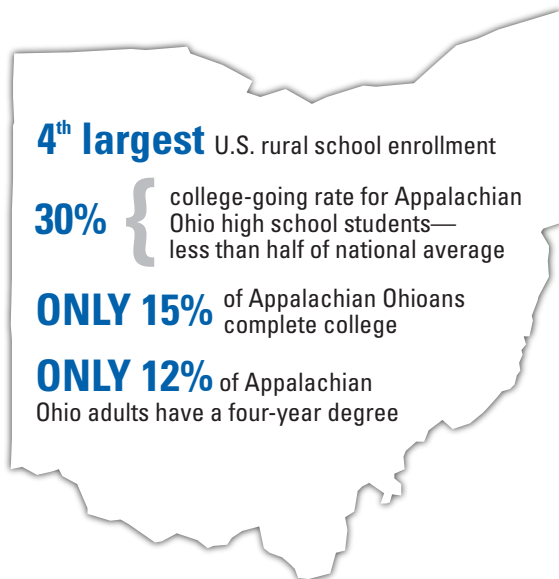 4th largest U.S. rural school enrollment
30% { college-going rate for Appalachian
Ohio high school students—
less than half of national average
ONLY 15% of Appalachian Ohioans
complete college
ONLY 12% of Appalachian
Ohio adults have a four-year degree